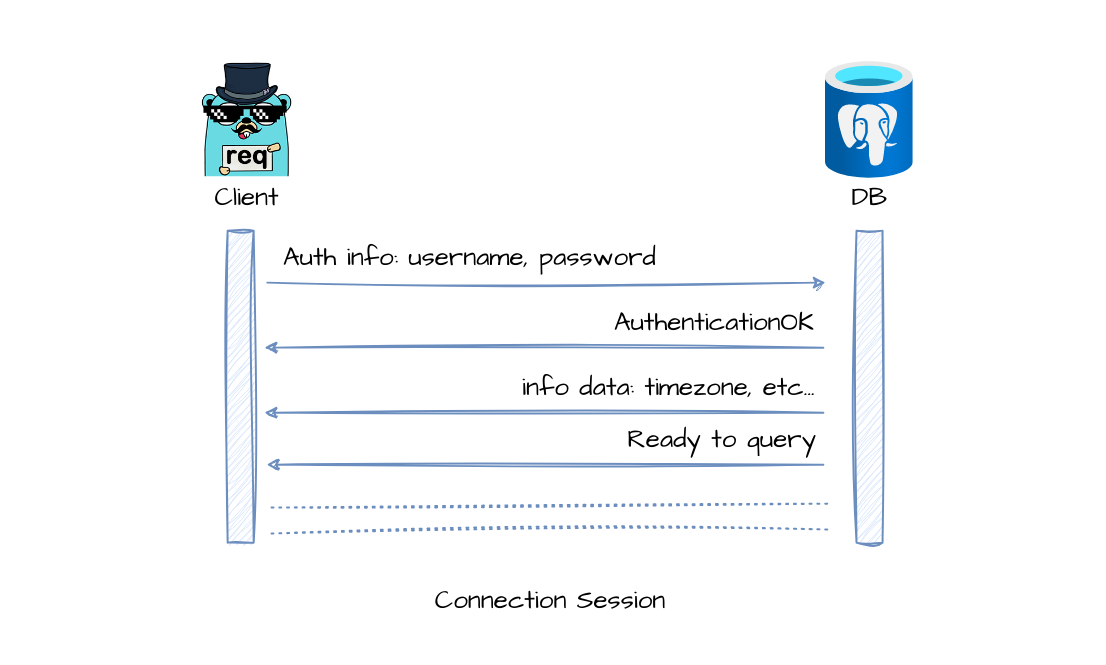 req
Client
DB
Auth info: username, password
AuthenticationOK
info data: timezone, etc...
Ready to query
Connection Session